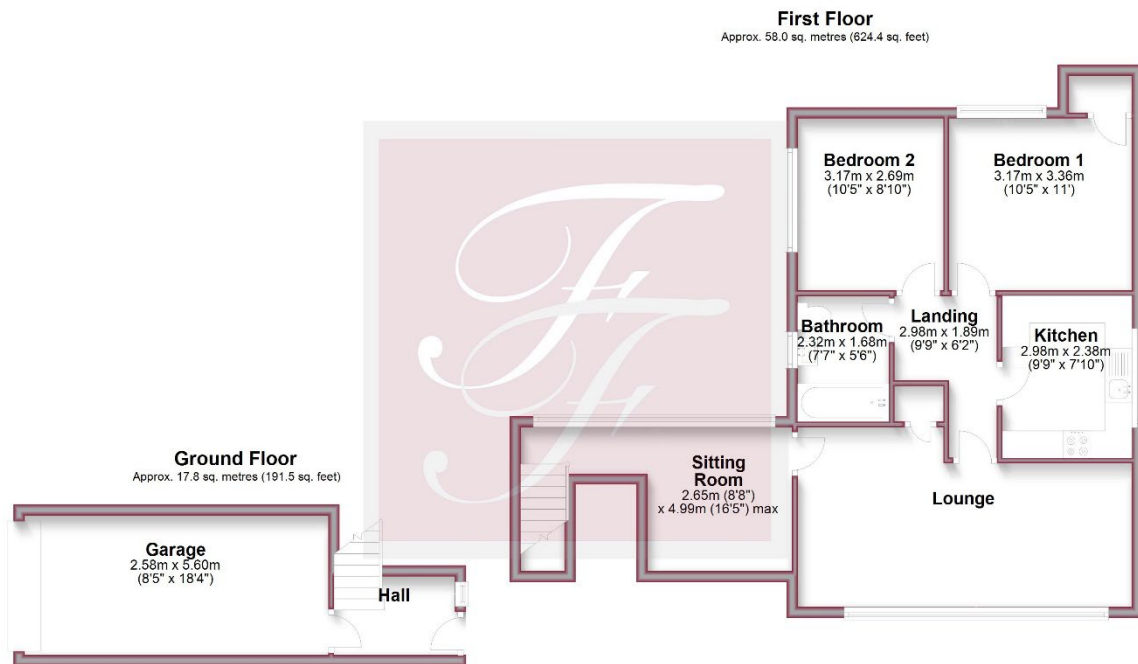 First Floor
Approx. 58.0 sq. metres (624.4 sq. feet)
Bedroom 2
3.17m x 2.69m
(10'5" x 8'10")
Bedroom 1
3.17m x 3.36m
(10'5" x 11')
Bathroom
2.32m x 1.68m
(7'7" x 5'6")
Landing
2.98m x 1.89m
(9'9" x 6'2")
Kitchen
2.98m x 2.38m
(9'9" x 7'10")
Sitting
Room
2.65m (8'8")
x 4.99m (16'5") max
Lounge
Ground Floor
Approx. 17.8 sq. metres (191.5 sq. feet)
Garage
2.58m x 5.60m
(8'5" x 18'4")
Hall
FF